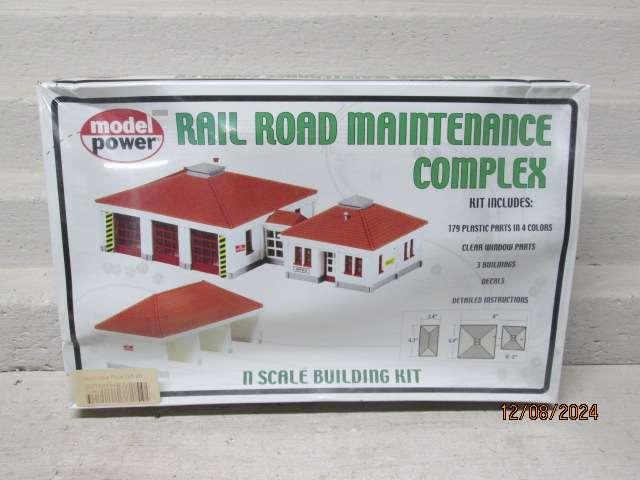 model
power
RAIL ROAD MAINTENANCE
COMPLEX
KIT INCLUDES:
179 PLASTIC PARTS IN 4 COLORS
CLEAR WINDOW PARTS
3 BUILDINGS
DECALS
DETAILED INSTRUCTIONS
N SCALE BUILDING KIT
12/08/2024